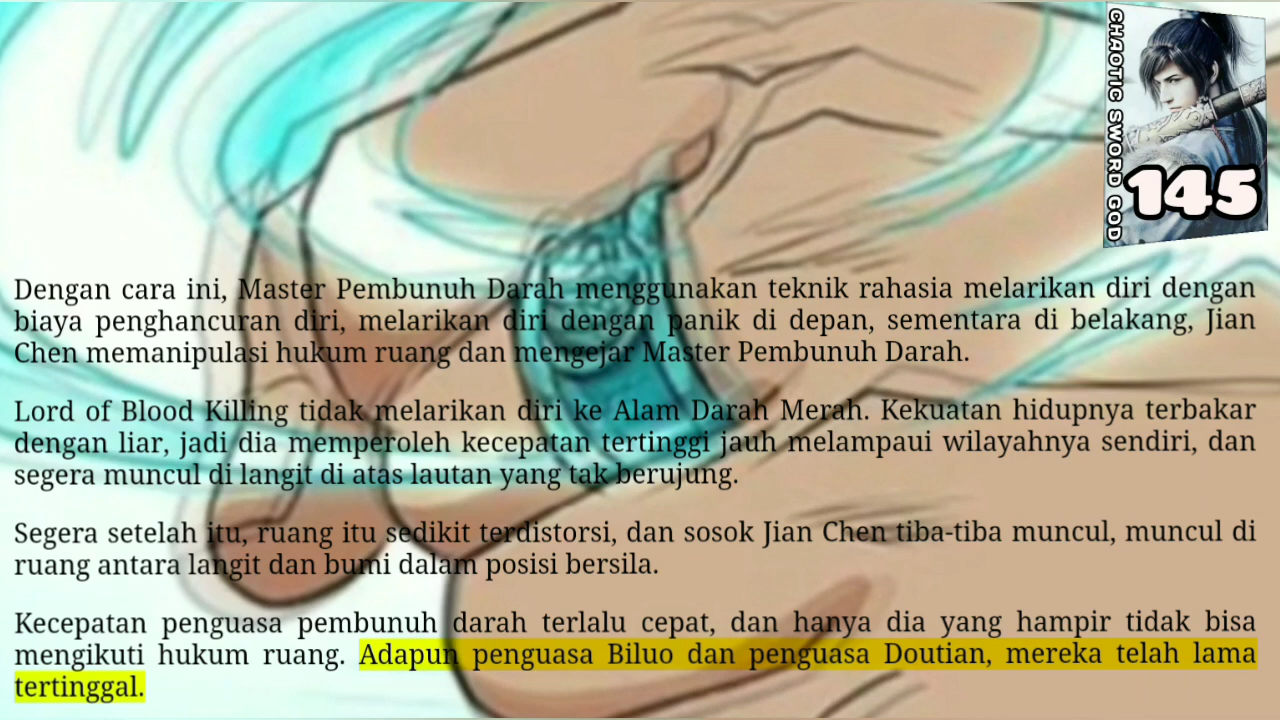 CHAOTIC SWORD GOD
145
Dengan cara ini, Master Pembunuh Darah menggunakan teknik rahasia melarikan diri dengan
biaya penghancuran diri, melarikan diri dengan panik di depan, sementara di belakang, Jian
Chen memanipulasi hukum ruang dan mengejar Master Pembunuh Darah.
Lord of Blood Killing tidak melarikan diri ke Alam Darah Merah. Kekuatan hidupnya terbakar
dengan liar, jadi dia memperoleh kecepatan tertinggi jauh melampaui wilayahnya sendiri, dan
segera muncul di langit di atas lautan yang tak berujung.
Segera setelah itu, ruang itu sedikit terdistorsi, dan sosok Jian Chen tiba-tiba muncul, muncul di
ruang antara langit dan bumi dalam posisi bersila.
Kecepatan penguasa pembunuh darah terlalu cepat, dan hanya dia yang hampir tidak bisa
mengikuti hukum ruang. Adapun penguasa Biluo dan penguasa Doutian, mereka telah lama
tertinggal.